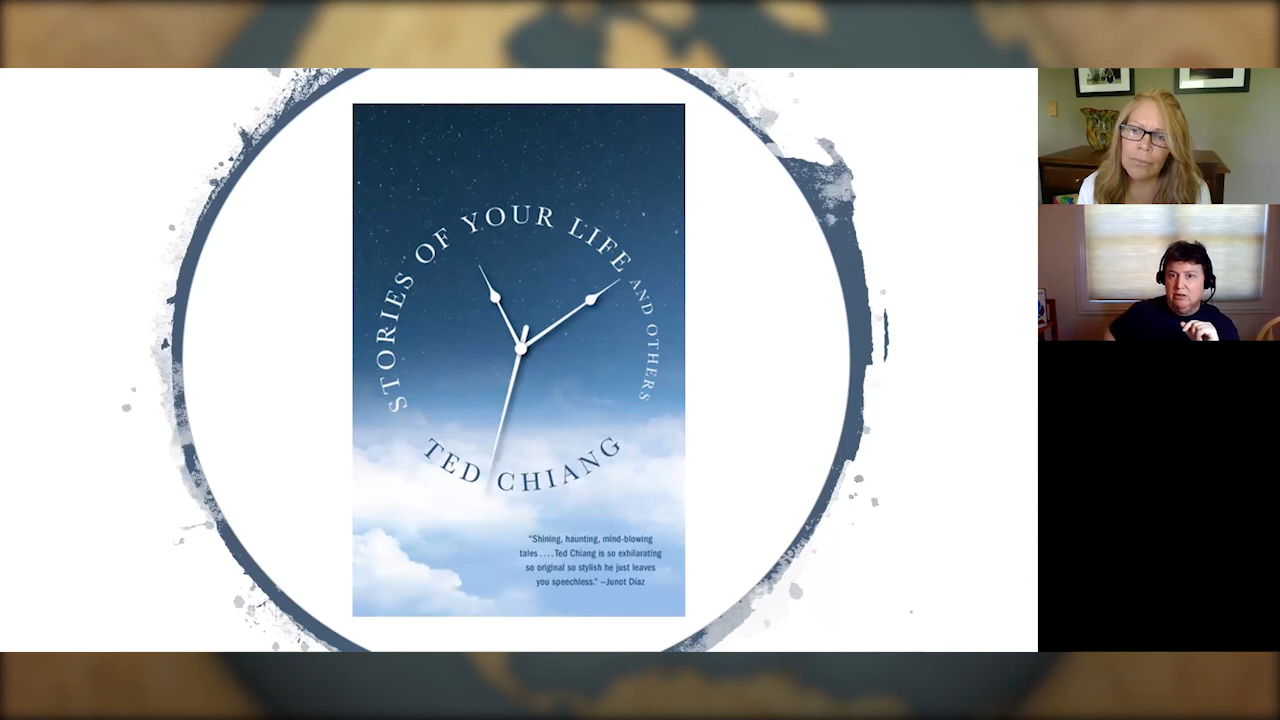 STORIES OF YOUR LIFE
AND OTHERS
TED CHIANG
"Shining, haunting, mind-blowing
tales . . . . Ted Chiang is so exhilarating
so original so stylish he just leaves
you speechless." –Junot Díaz